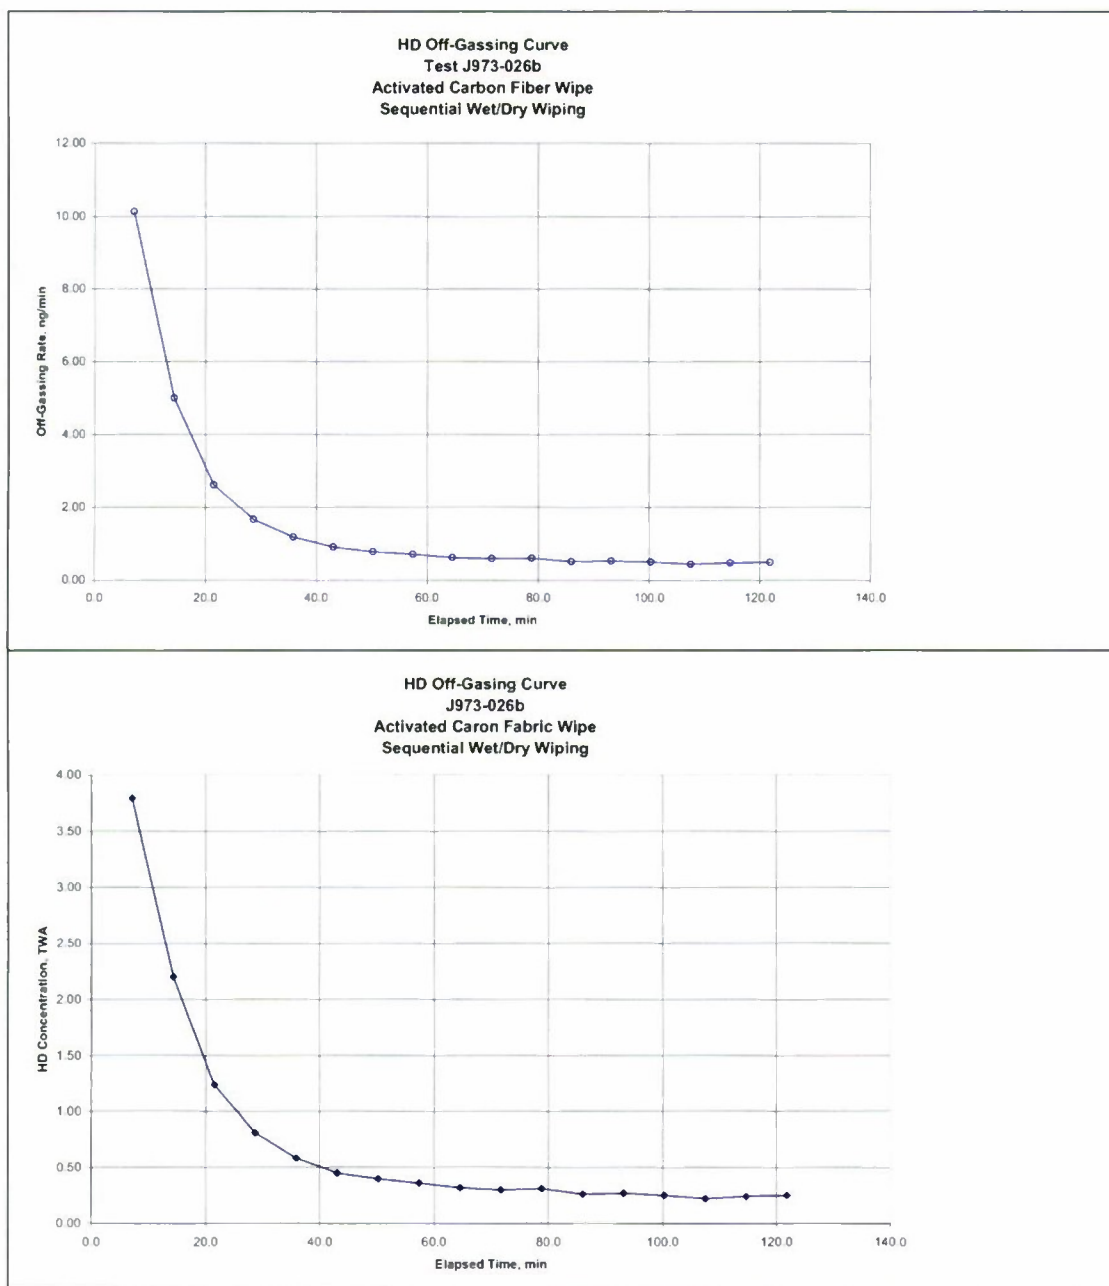 HD Off-Gassing Curve
Test J973-026b
Activated Carbon Fiber Wipe
Sequential Wet/Dry Wiping
12.00
10.00
8.00
6.00
4.00
2.00
0.00
Off-Gassing Rate, ng/min
0.0 20.0 40.0 60.0 80.0 100.0 120.0 140.0
Elapsed Time, min
HD Off-Gasing Curve
J973-026b
Activated Caron Fabric Wipe
Sequential Wet/Dry Wiping
4.00
3.50
3.00
2.50
2.00
1.50
1.00
0.50
0.00
HD Concentration, TWA
0.0 20.0 40.0 60.0 80.0 100.0 120.0 140.0
Elapsed Time, min